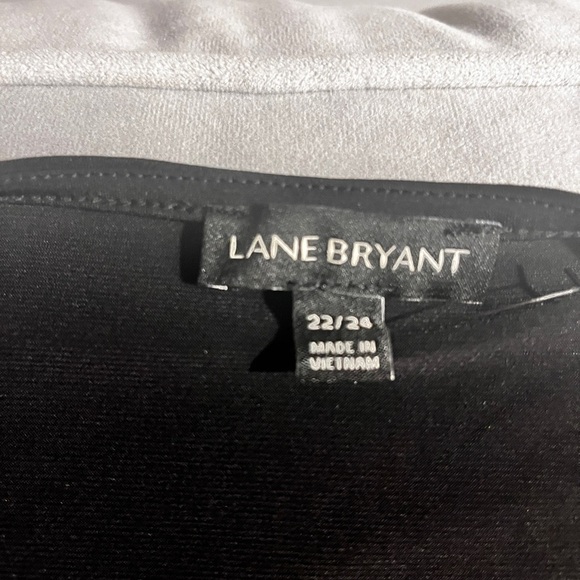 LANE BRYANT
22/24
MADE IN
VIETNAM